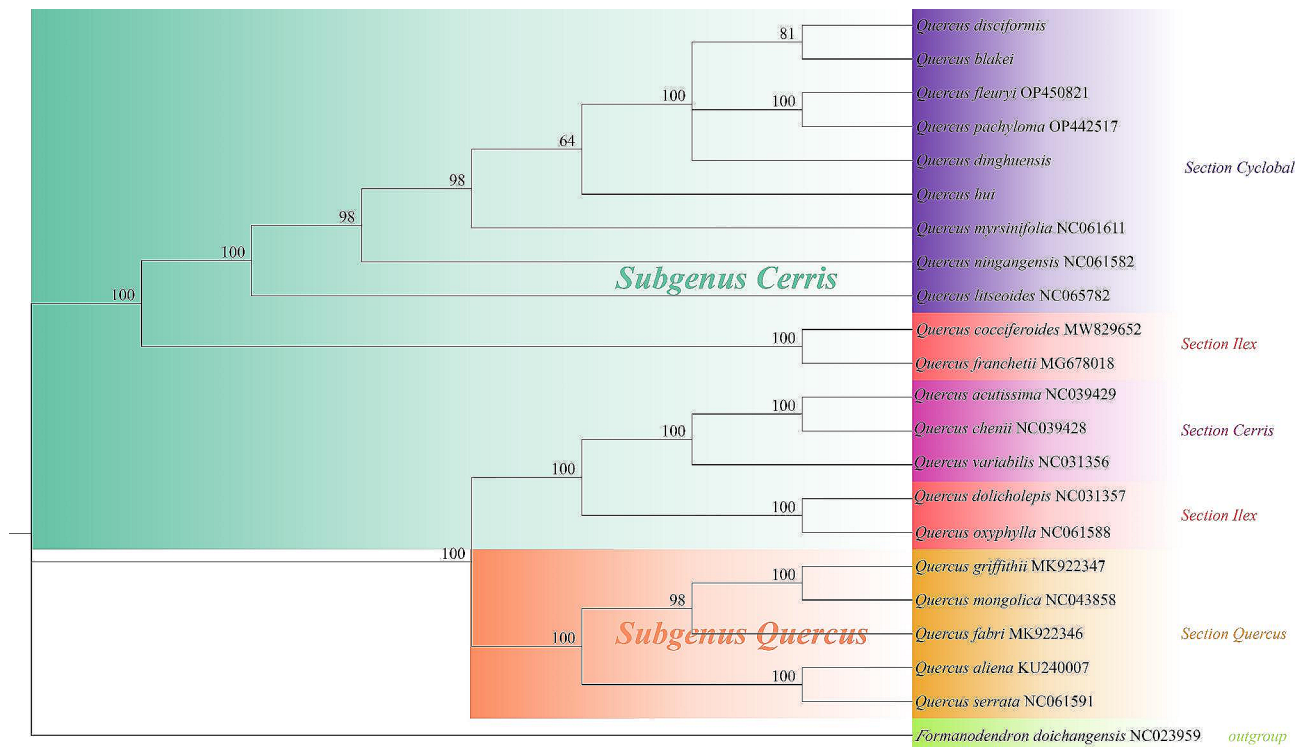 Quercus disciformis
81
Quercus blakei
Quercus fleuryi OP450821
100
100
Quercus pachyloma OP442517
64
Quercus dinghuensis
Section Cyclobal
98
Quercus hui
98
Quercus myrsinifolia NC061611
100
Quercus ningangensis NC061582
Subgenus Cerris
100
Quercus litseoides NC065782
Quercus cocciferoides MW829652
100
Section Ilex
Quercus franchetii MG678018
Quercus acutissima NC039429
100
Quercus chenii NC039428
Section Cerris
100
Quercus variabilis NC031356
100
Quercus dolicholepis NC031357
100
Section Ilex
Quercus oxyphylla NC061588
100
Quercus griffithii MK922347
100
Quercus mongolica NC043858
98
Subgenus Quercus
Quercus fabri MK922346
Section Quercus
100
Quercus aliena KU240007
100
Quercus serrata NC061591
Formanodendron doichangensis NC023959
outgroup